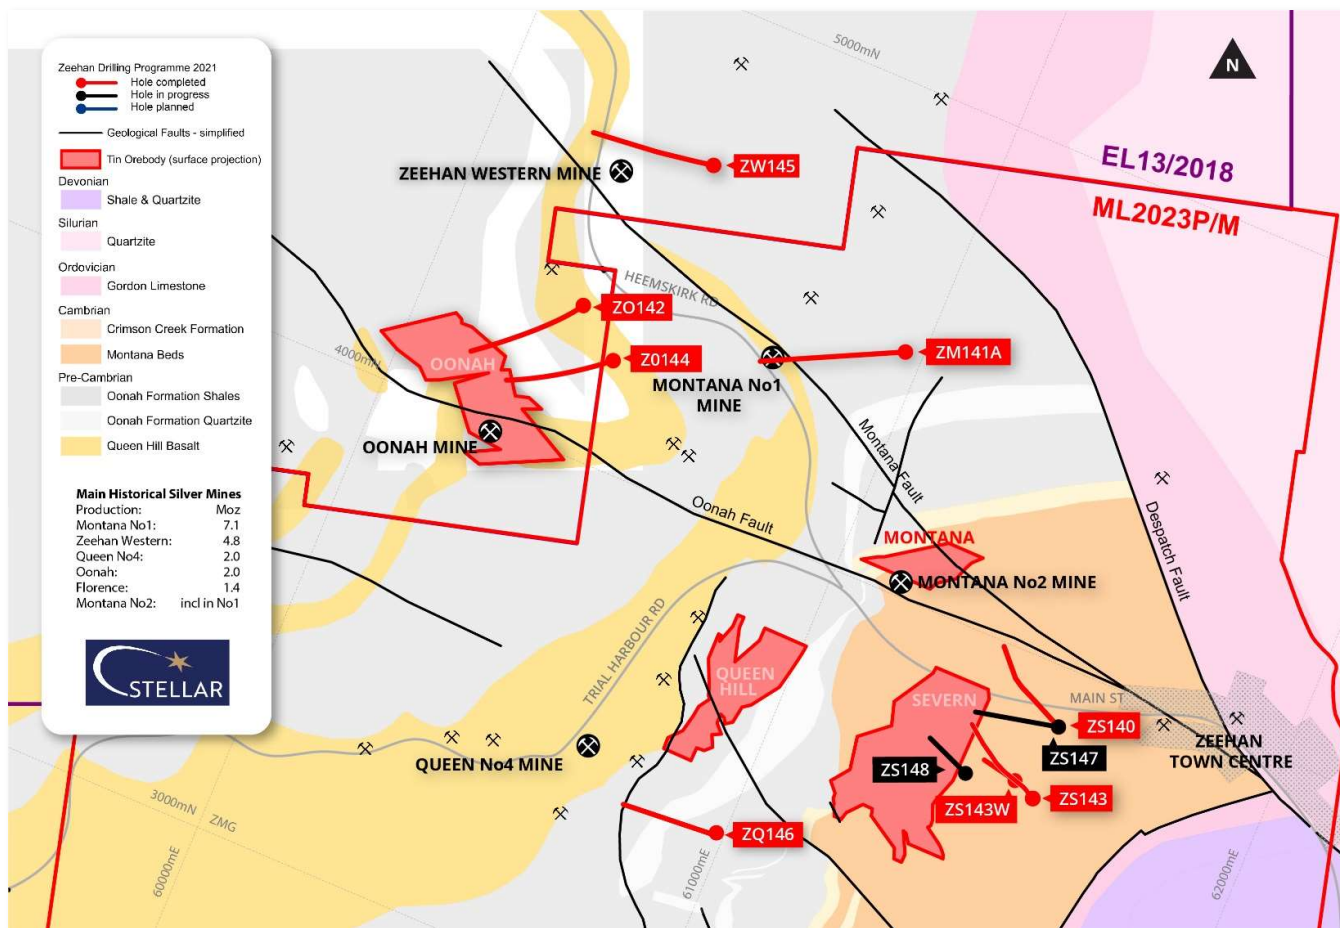 Zeehan Drilling Programme 2021
Hole completed
Hole in progress
Hole planned
Geological Faults - simplified
Tin Orebody (surface projection)
Devonian
Shale & Quartzite
Silurian
Quartzite
Ordovician
Gordon Limestone
Cambrian
Crimson Creek Formation
Montana Beds
Pre-Cambrian
Oonah Formation Shales
Oonah Formation Quartzite
Queen Hill Basalt
Main Historical Silver Mines
Production: Moz
Montana No1: 7.1
Zeehan Western: 4.8
Queen No4: 2.0
Oonah: 2.0
Florence: 1.4
Montana No2: incl in No1
STELLAR
5000mN
N
EL13/2018
ML2023P/M
ZEEHAN WESTERN MINE
ZW145
HEEMSKIRK RD
ZO142
Z0144
ZM141A
4000mN
OONAH
MONTANA No1
MINE
OONAH MINE
Montana Fault
Oonah Fault
Despatch Fault
MONTANA
MONTANA No2 MINE
TRIAL HARBOUR RD
QUEEN
HILL
SEVERN
MAIN ST
ZS140
ZS147
ZEEHAN
TOWN CENTRE
QUEEN No4 MINE
ZS148
ZS143W
ZS143
3000mN
ZMG
ZQ146
60000mE
61000mE
62000mE